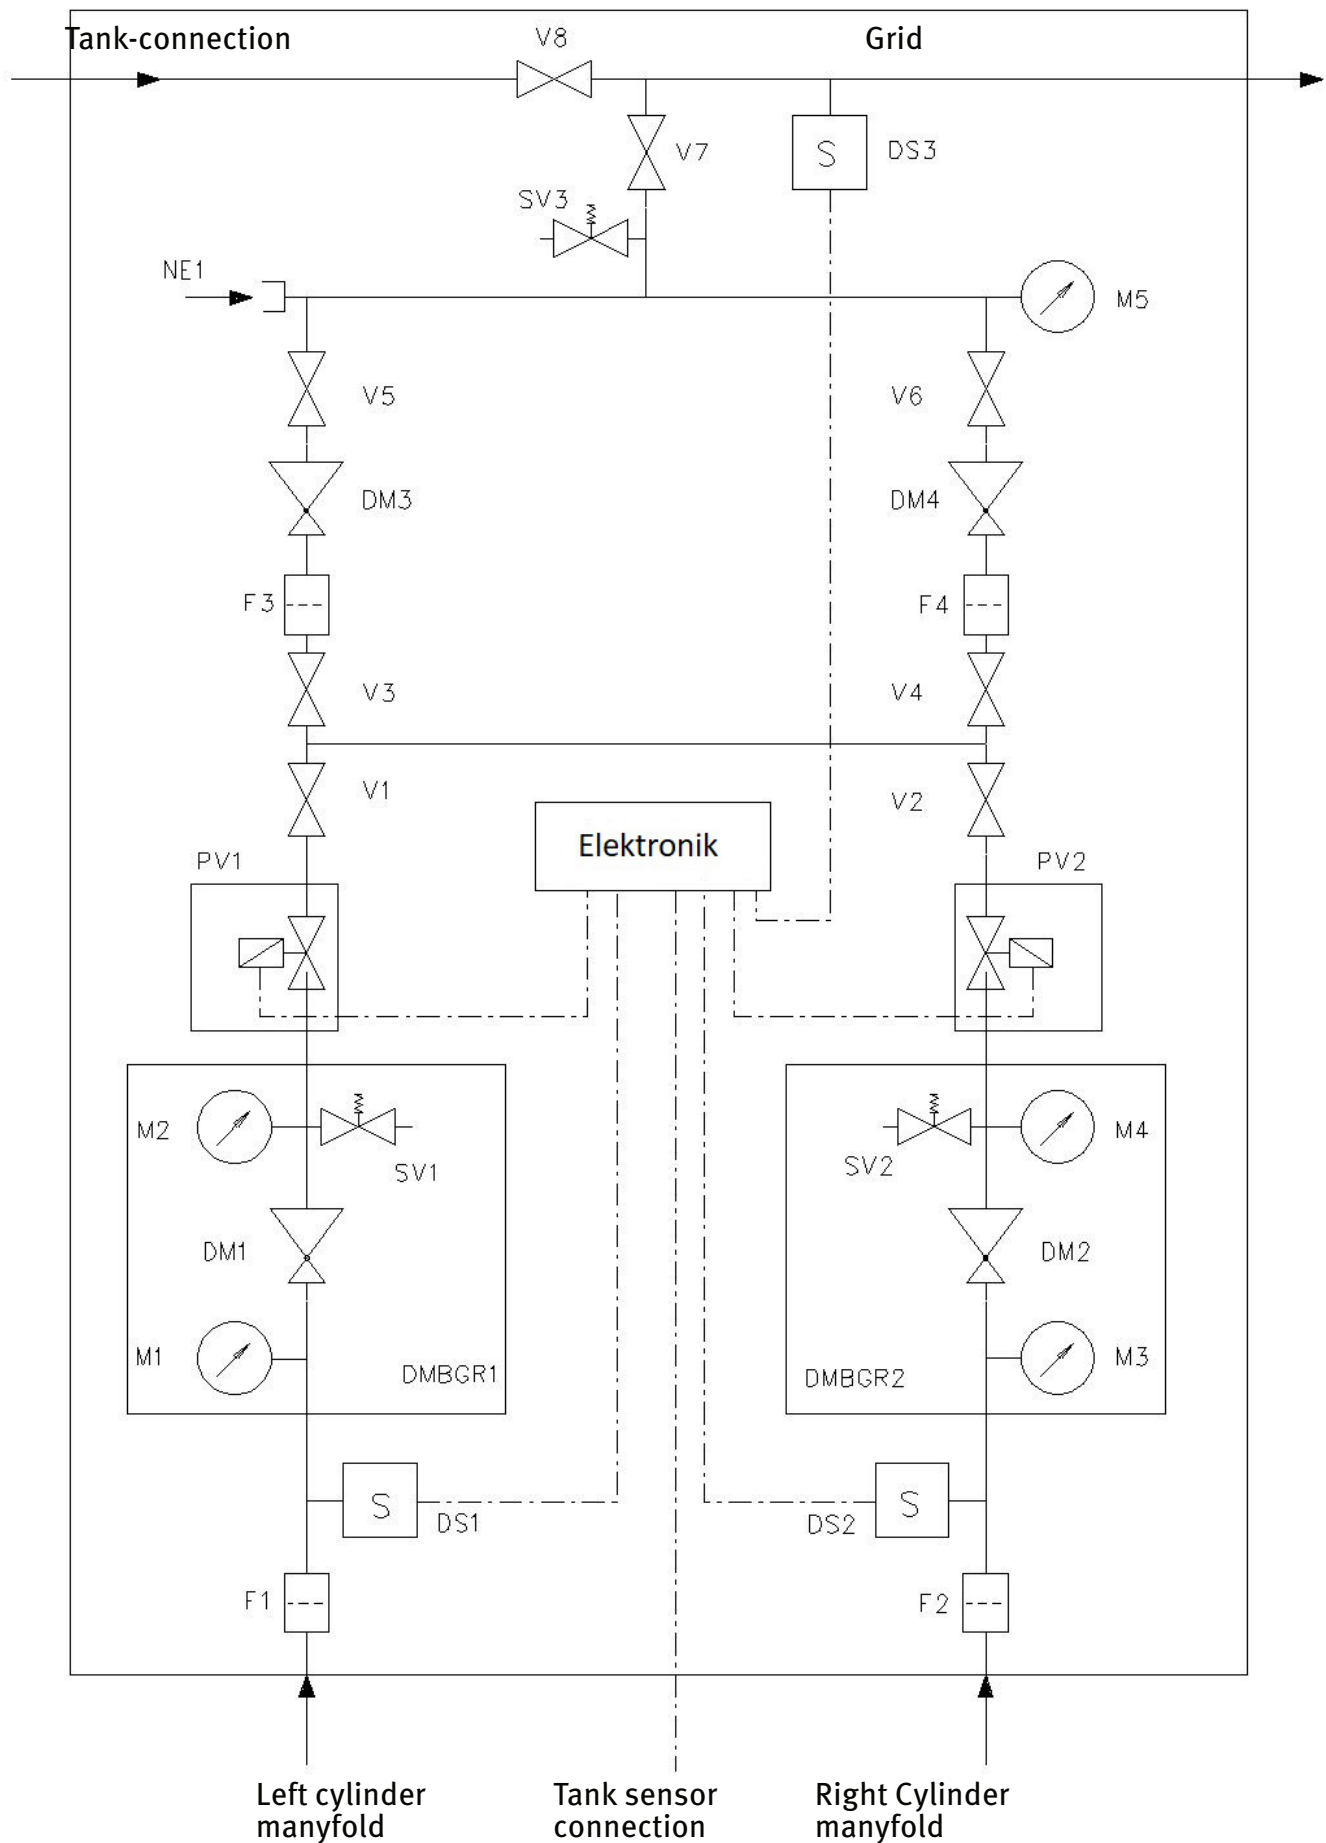 Tank-connection
V8
Grid
V7
S
DS3
SV3
NE1
M5
V5
V6
DM3
DM4
F3
F4
V3
V4
V1
V2
Elektronik
PV1
PV2
M2
SV1
SV2
M4
DM1
DM2
M1
M3
DMBGR1
DMBGR2
S
DS1
DS2
S
F1
F2
Left cylinder
manyfold
Tank sensor
connection
Right Cylinder
manyfold